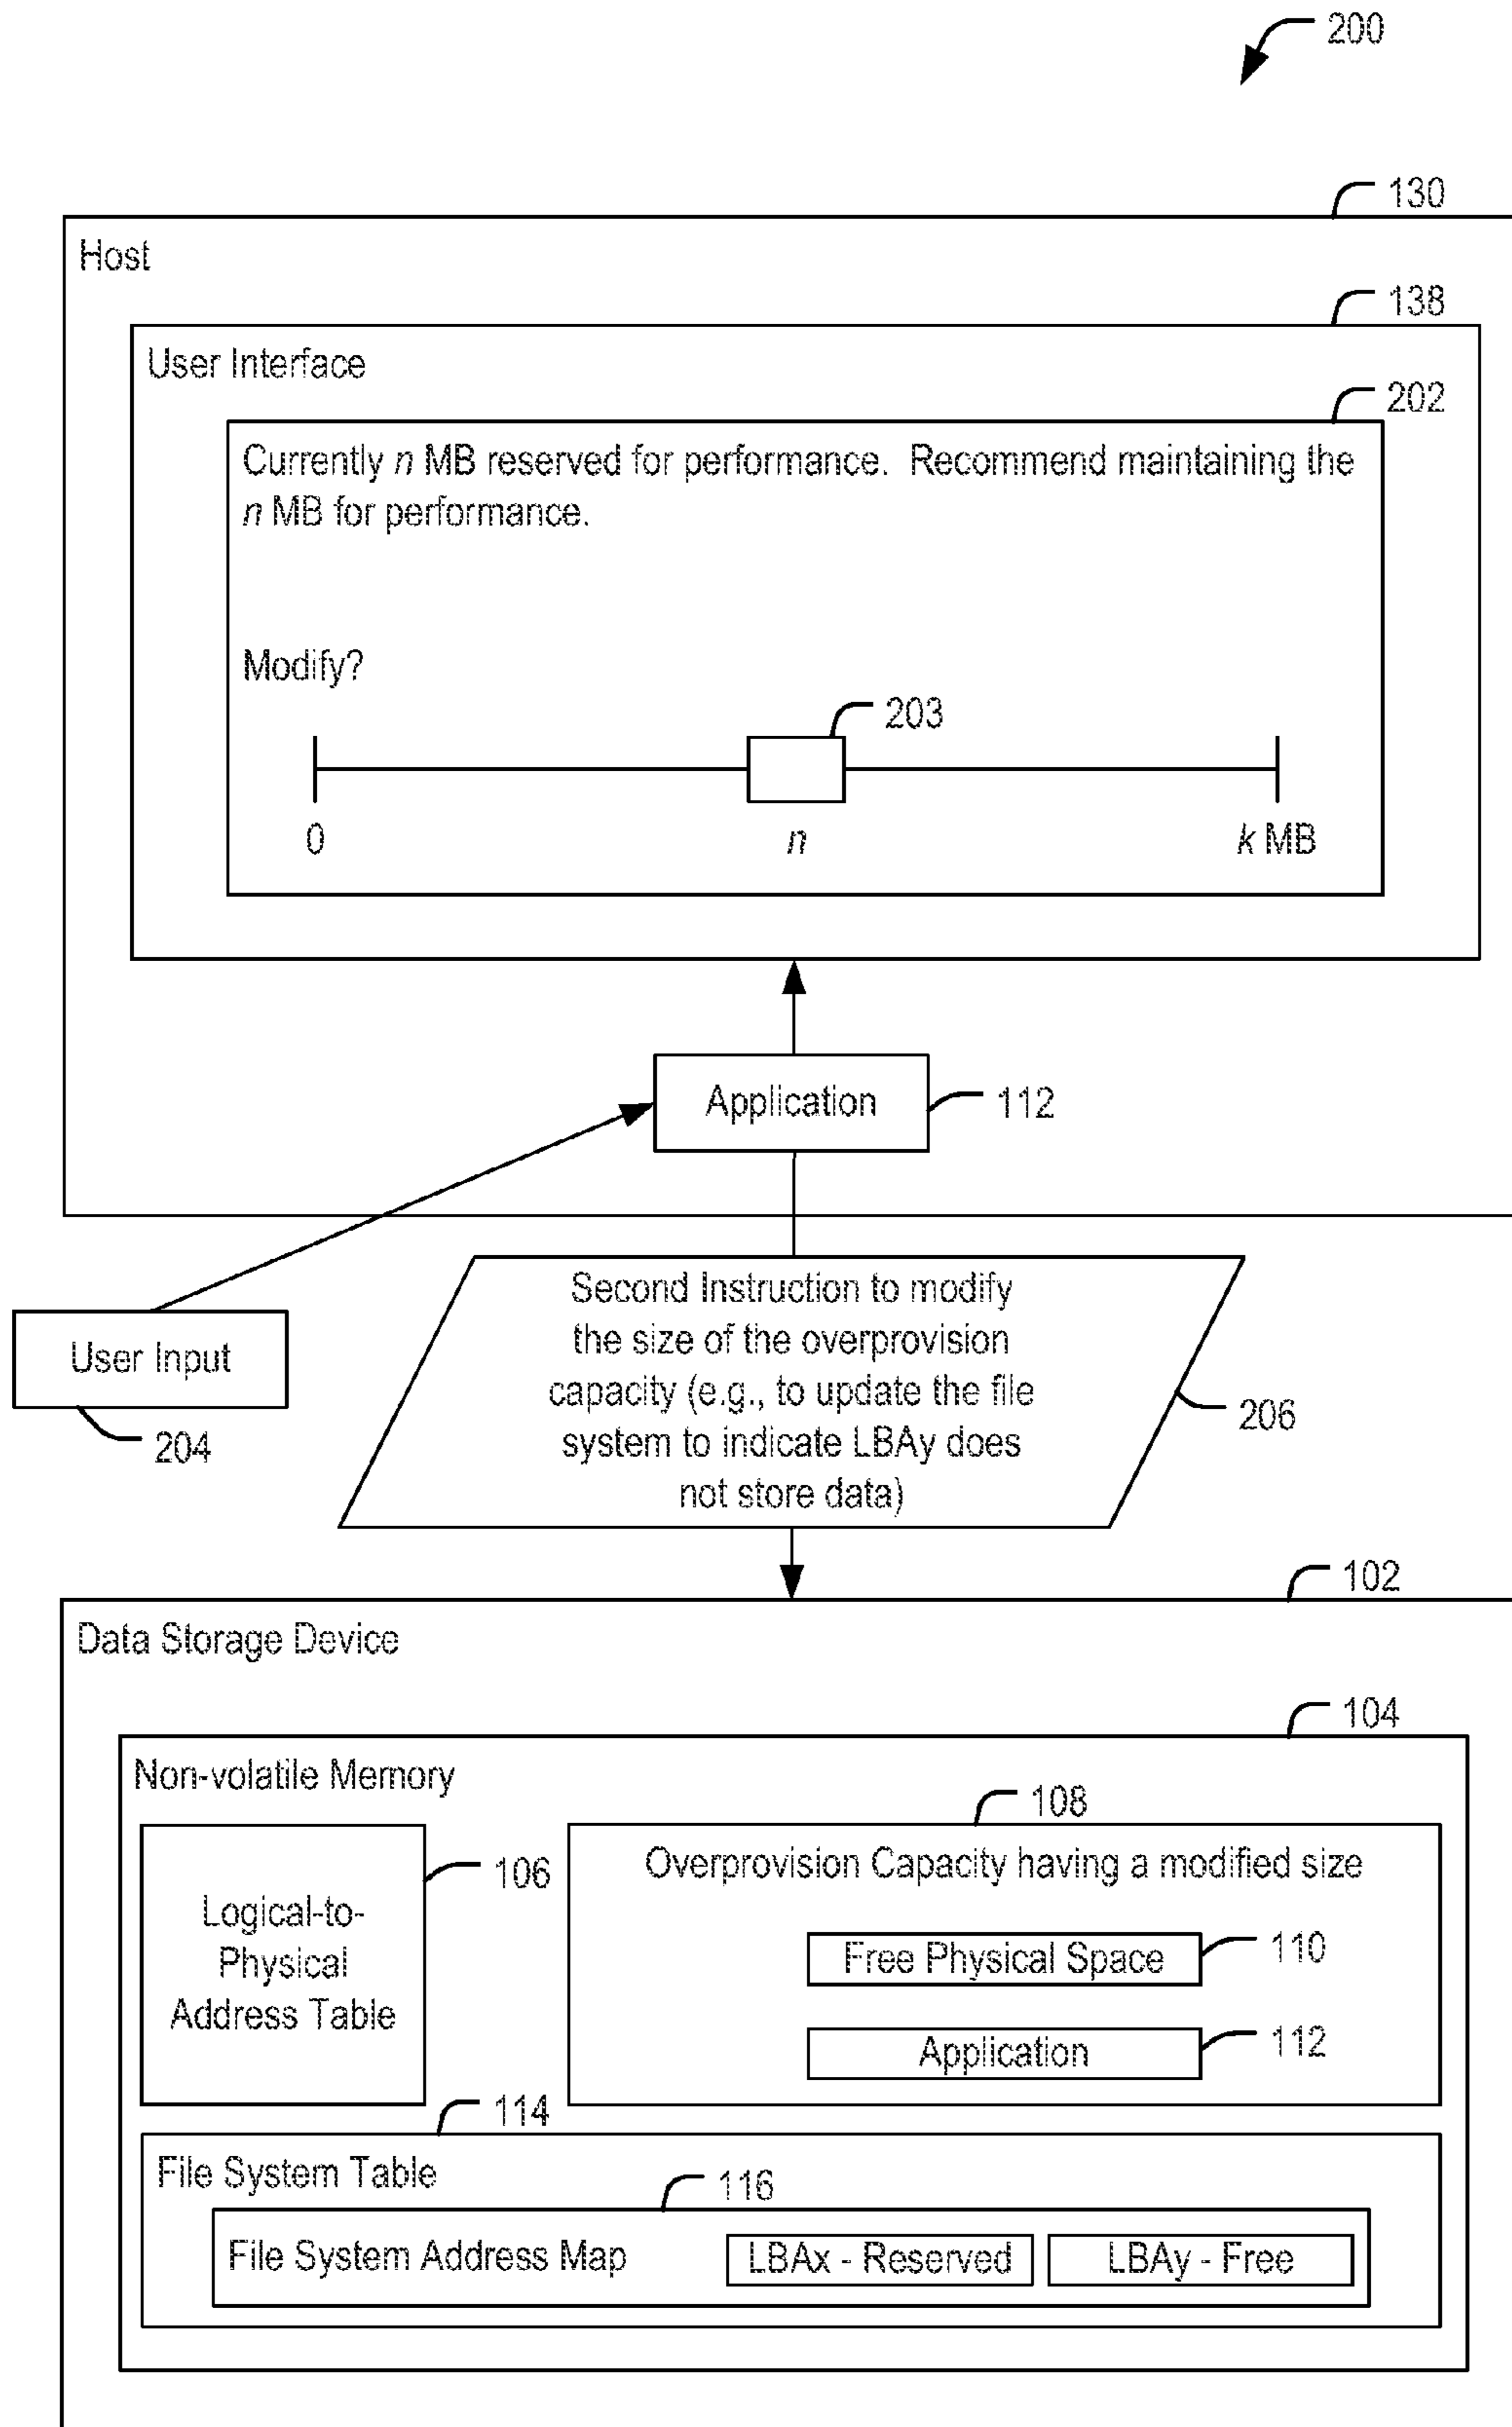 200
130
Host
138
User Interface
202
Currently n MB reserved for performance. Recommend maintaining the
n MB for performance.
Modify?
203
0
n
k MB
Application
112
User Input
204
Second Instruction to modify
the size of the overprovision
capacity (e.g., to update the file
system to indicate LBAy does
not store data)
206
102
Data Storage Device
104
Non-volatile Memory
106
Logical-to-
Physical
Address Table
108
Overprovision Capacity having a modified size
Free Physical Space
110
Application
112
114
File System Table
116
File System Address Map
LBAx - Reserved
LBAy - Free